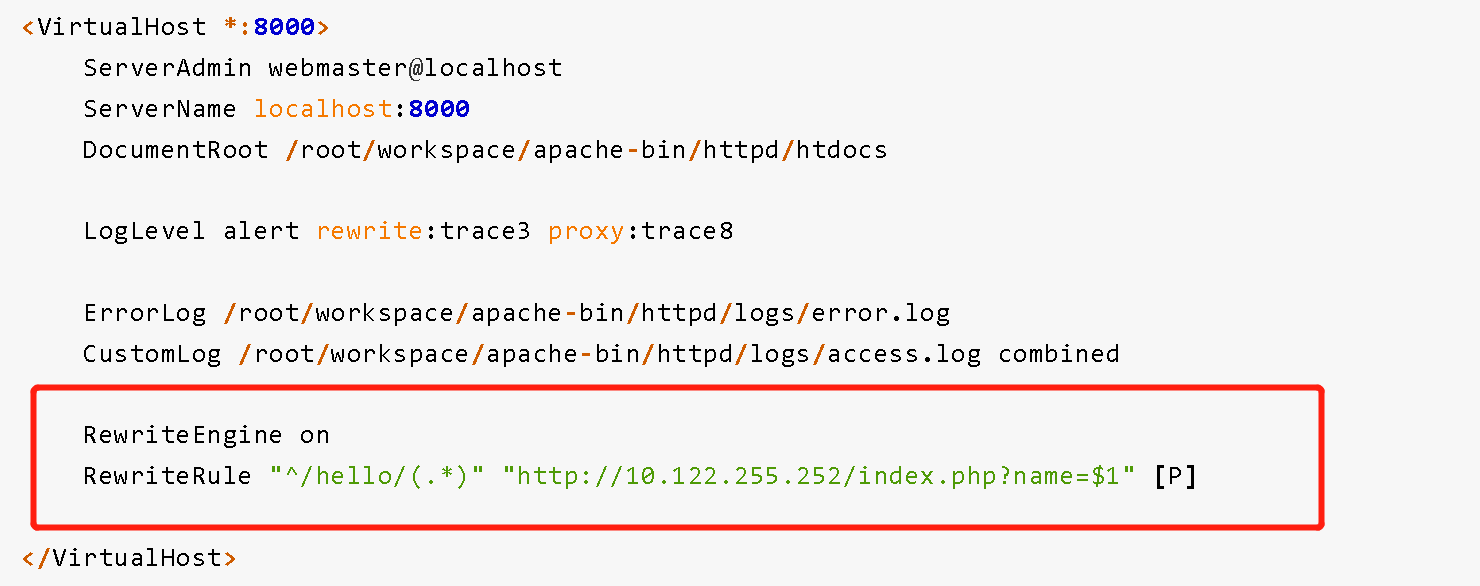 <VirtualHost *:8000>
ServerAdmin webmaster@localhost
ServerName localhost:8000
DocumentRoot /root/workspace/apache-bin/httpd/htdocs
LogLevel alert rewrite:trace3 proxy:trace8
ErrorLog /root/workspace/apache-bin/httpd/logs/error.log
CustomLog /root/workspace/apache-bin/httpd/logs/access.log combined
RewriteEngine on
RewriteRule "^/hello/(.*)" "http://10.122.255.252/index.php?name=$1" [P]
</VirtualHost>